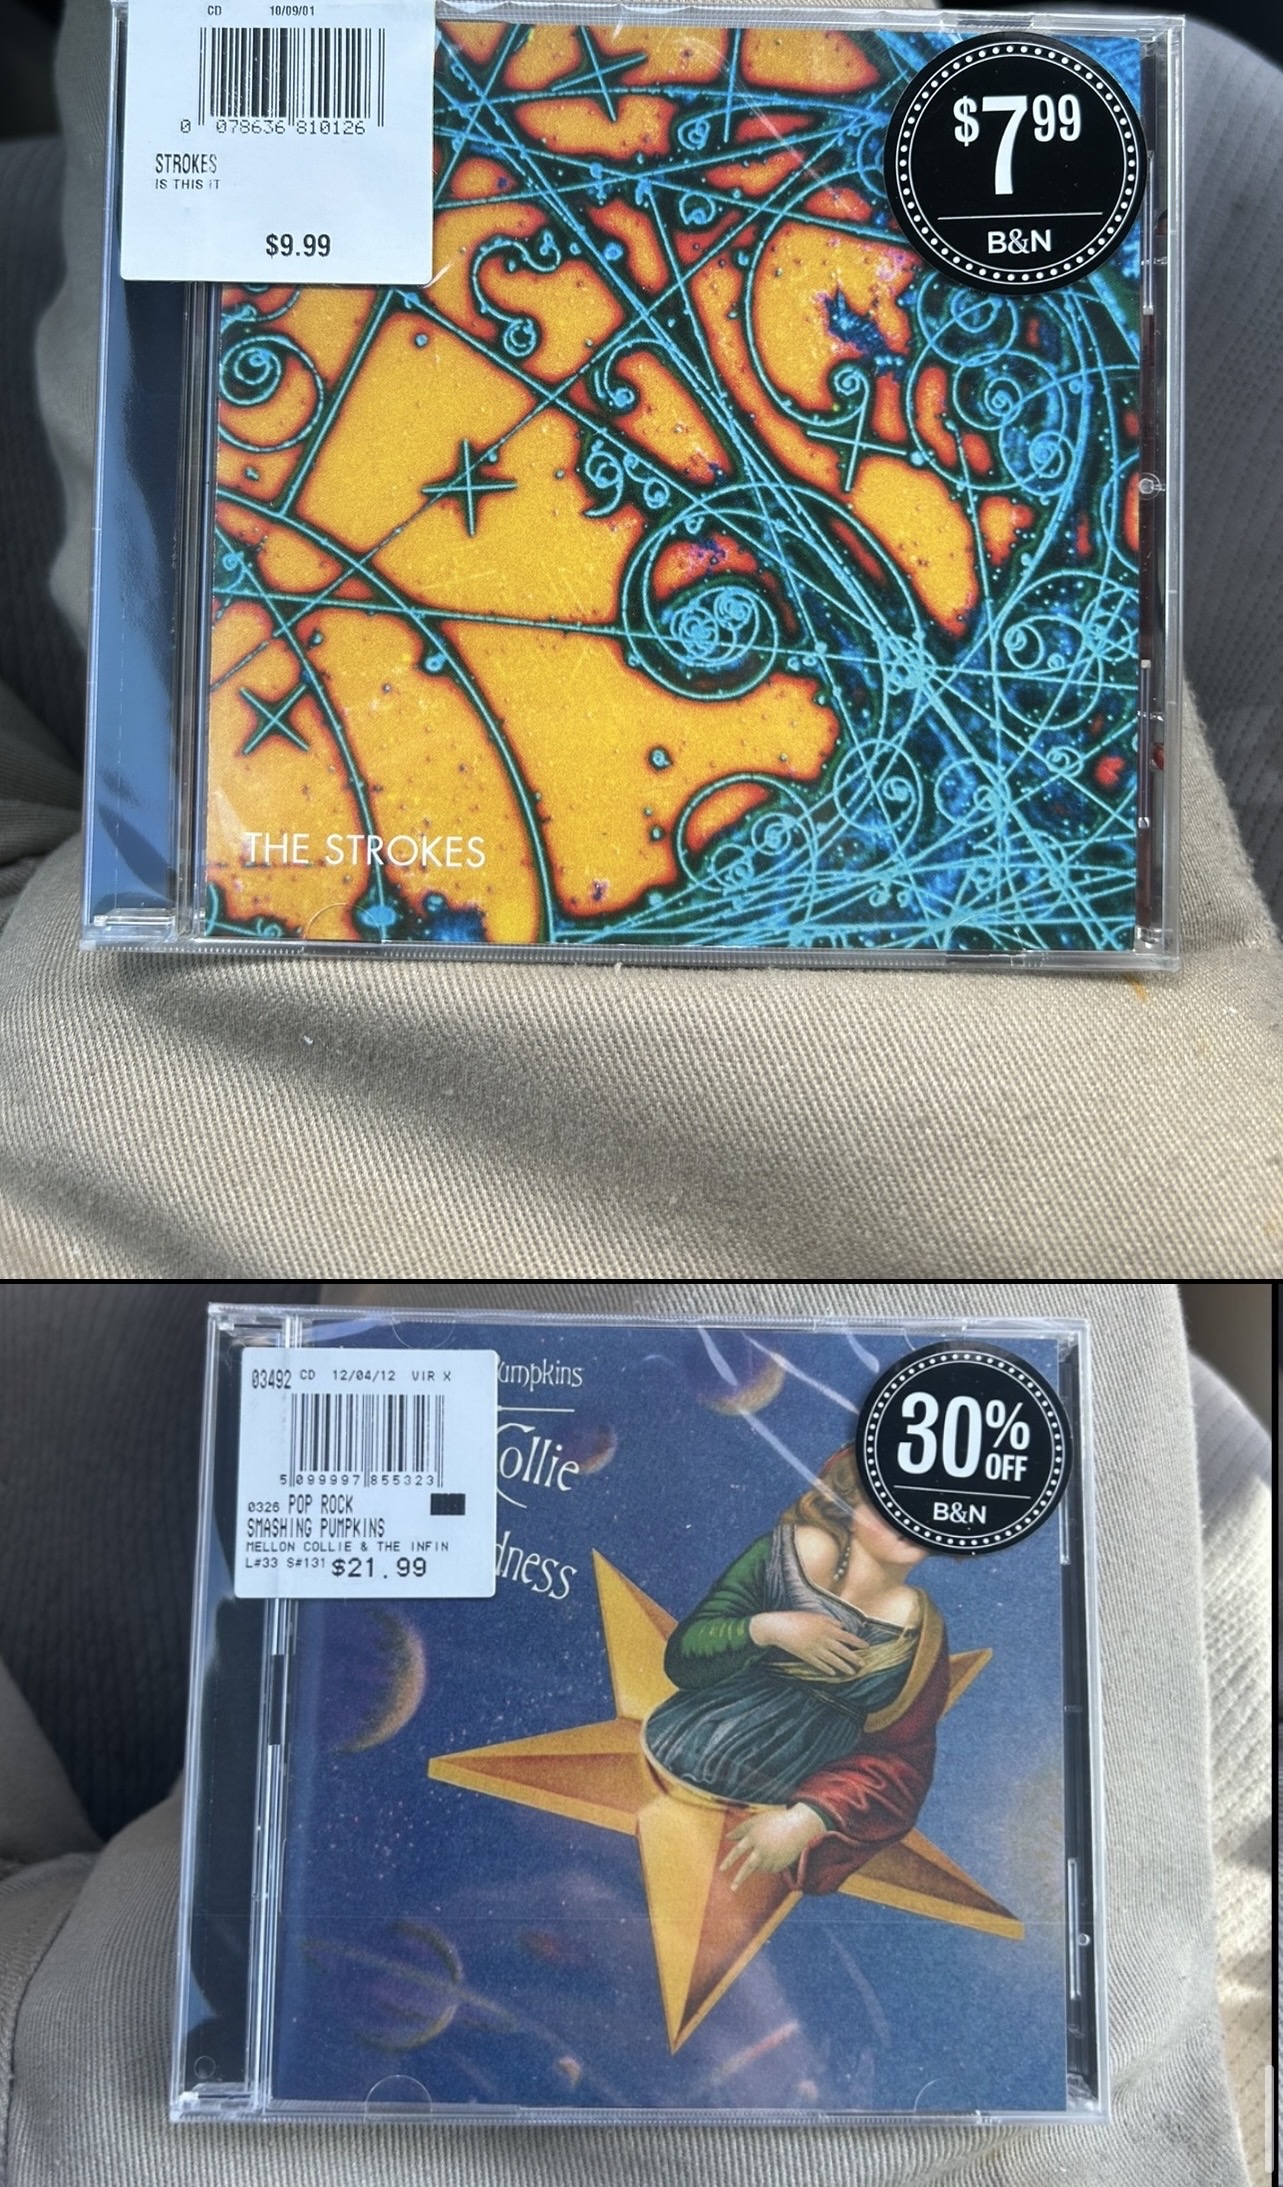 CD 10/09/01
0 078636 810126
STROKES
IS THIS IT
$9.99
$7.99
B&N
THE STROKES
03492 CD 12/04/12 VIR X
5 099997 855323
0326 POP ROCK
SMASHING PUMPKINS
MELLON COLLIE & THE INFIN
L#33 S#131 $21.99
umpkins
ollie
dness
30% OFF
B&N